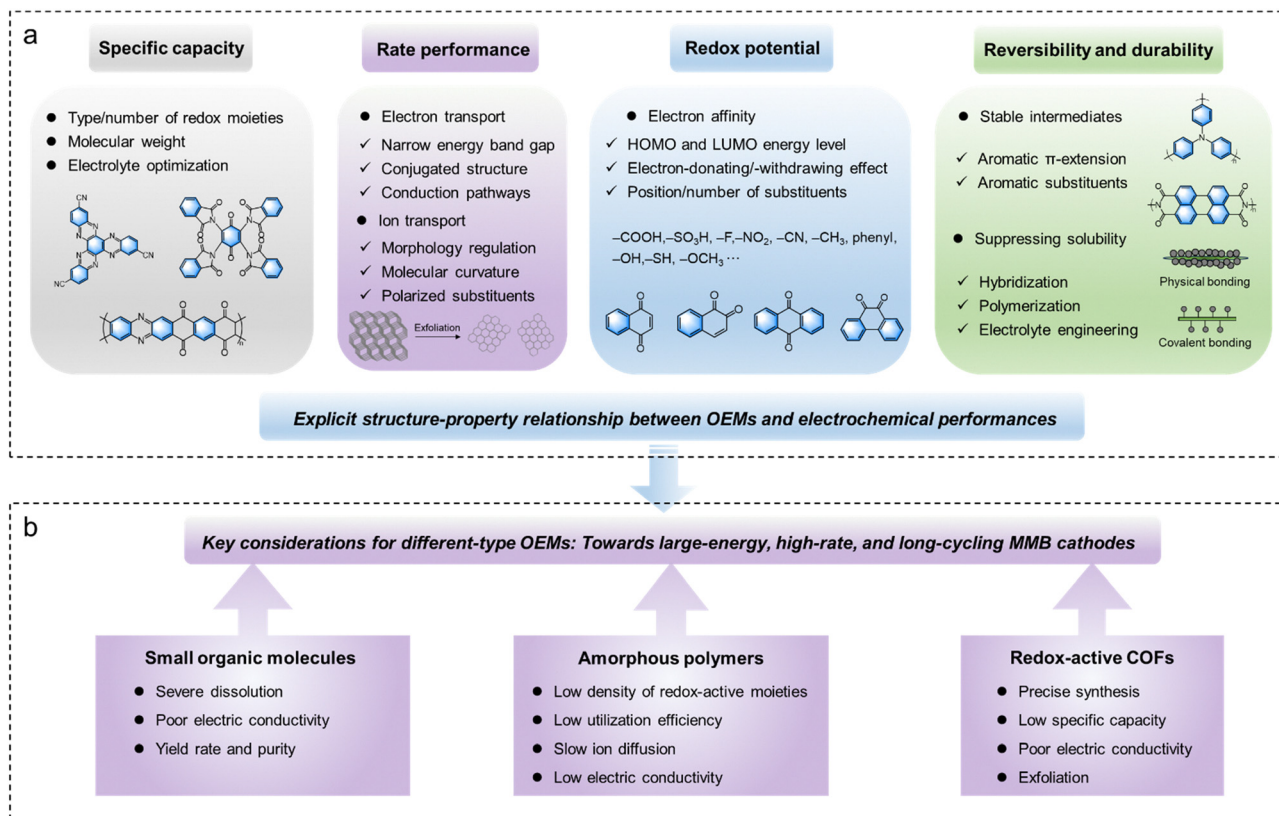 a
Specific capacity
Rate performance
Redox potential
Reversibility and durability
● Type/number of redox moieties
● Molecular weight
● Electrolyte optimization
CN
NC
CN
N
N
N
N
N
N
O
O
O
O
O
O
O
O
O
O
N
N
N
N
N
N
O
O
O
O
n
● Electron transport
✓ Narrow energy band gap
✓ Conjugated structure
✓ Conduction pathways
● Ion transport
✓ Morphology regulation
✓ Molecular curvature
✓ Polarized substituents
Exfoliation
● Electron affinity
✓ HOMO and LUMO energy level
✓ Electron-donating/-withdrawing effect
✓ Position/number of substituents
–COOH,–SO₃H, –F,–NO₂, –CN, –CH₃, phenyl,
–OH,–SH, –OCH₃ ···
O
O
O
O
O
O
O
O
● Stable intermediates
✓ Aromatic π-extension
✓ Aromatic substituents
● Suppressing solubility
✓ Hybridization
✓ Polymerization
✓ Electrolyte engineering
N
n
O
O
N
N
n
O
O
Physical bonding
Covalent bonding
Explicit structure-property relationship between OEMs and electrochemical performances
b
Key considerations for different-type OEMs: Towards large-energy, high-rate, and long-cycling MMB cathodes
Small organic molecules
● Severe dissolution
● Poor electric conductivity
● Yield rate and purity
Amorphous polymers
● Low density of redox-active moieties
● Low utilization efficiency
● Slow ion diffusion
● Low electric conductivity
Redox-active COFs
● Precise synthesis
● Low specific capacity
● Poor electric conductivity
● Exfoliation